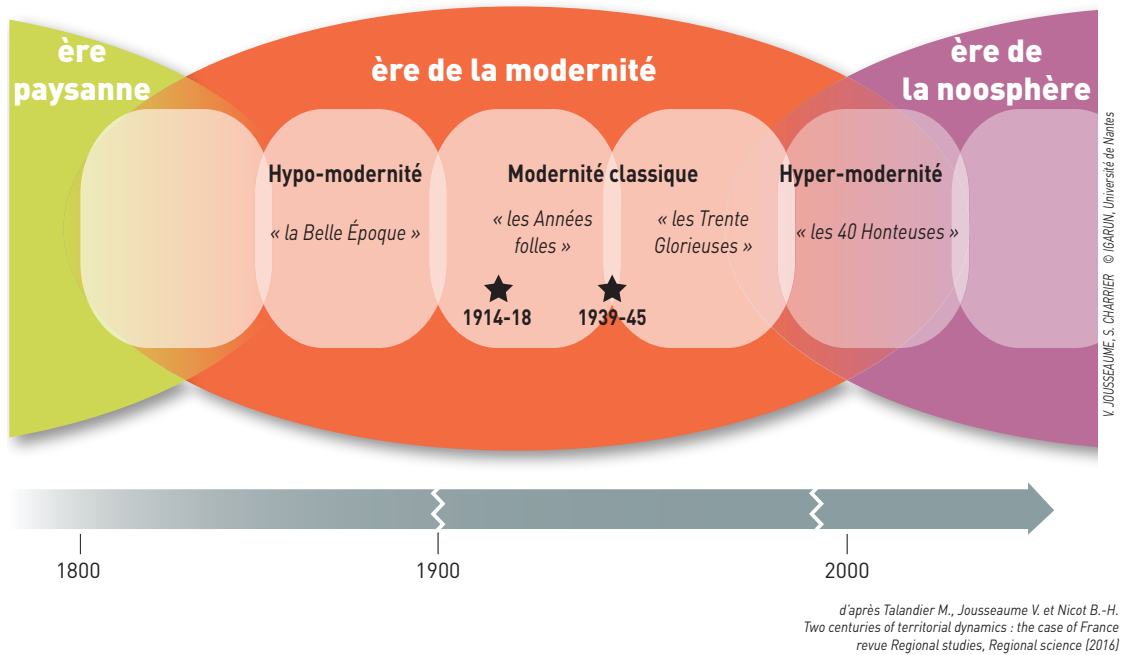 ère
paysanne
ère de la modernité
ère de
la noosphère
Hypo-modernité
Modernité classique
Hyper-modernité
« la Belle Époque »
« les Années
folles »
« les Trente
Glorieuses »
« les 40 Honteuses »
1914-18
1939-45
V. JOUSSEAUME, S. CHARRIER © IGARUN, Université de Nantes
1800
1900
2000
d'après Talandier M., Jousseaume V. et Nicot B.-H.
Two centuries of territorial dynamics : the case of France
revue Regional studies, Regional science (2016)